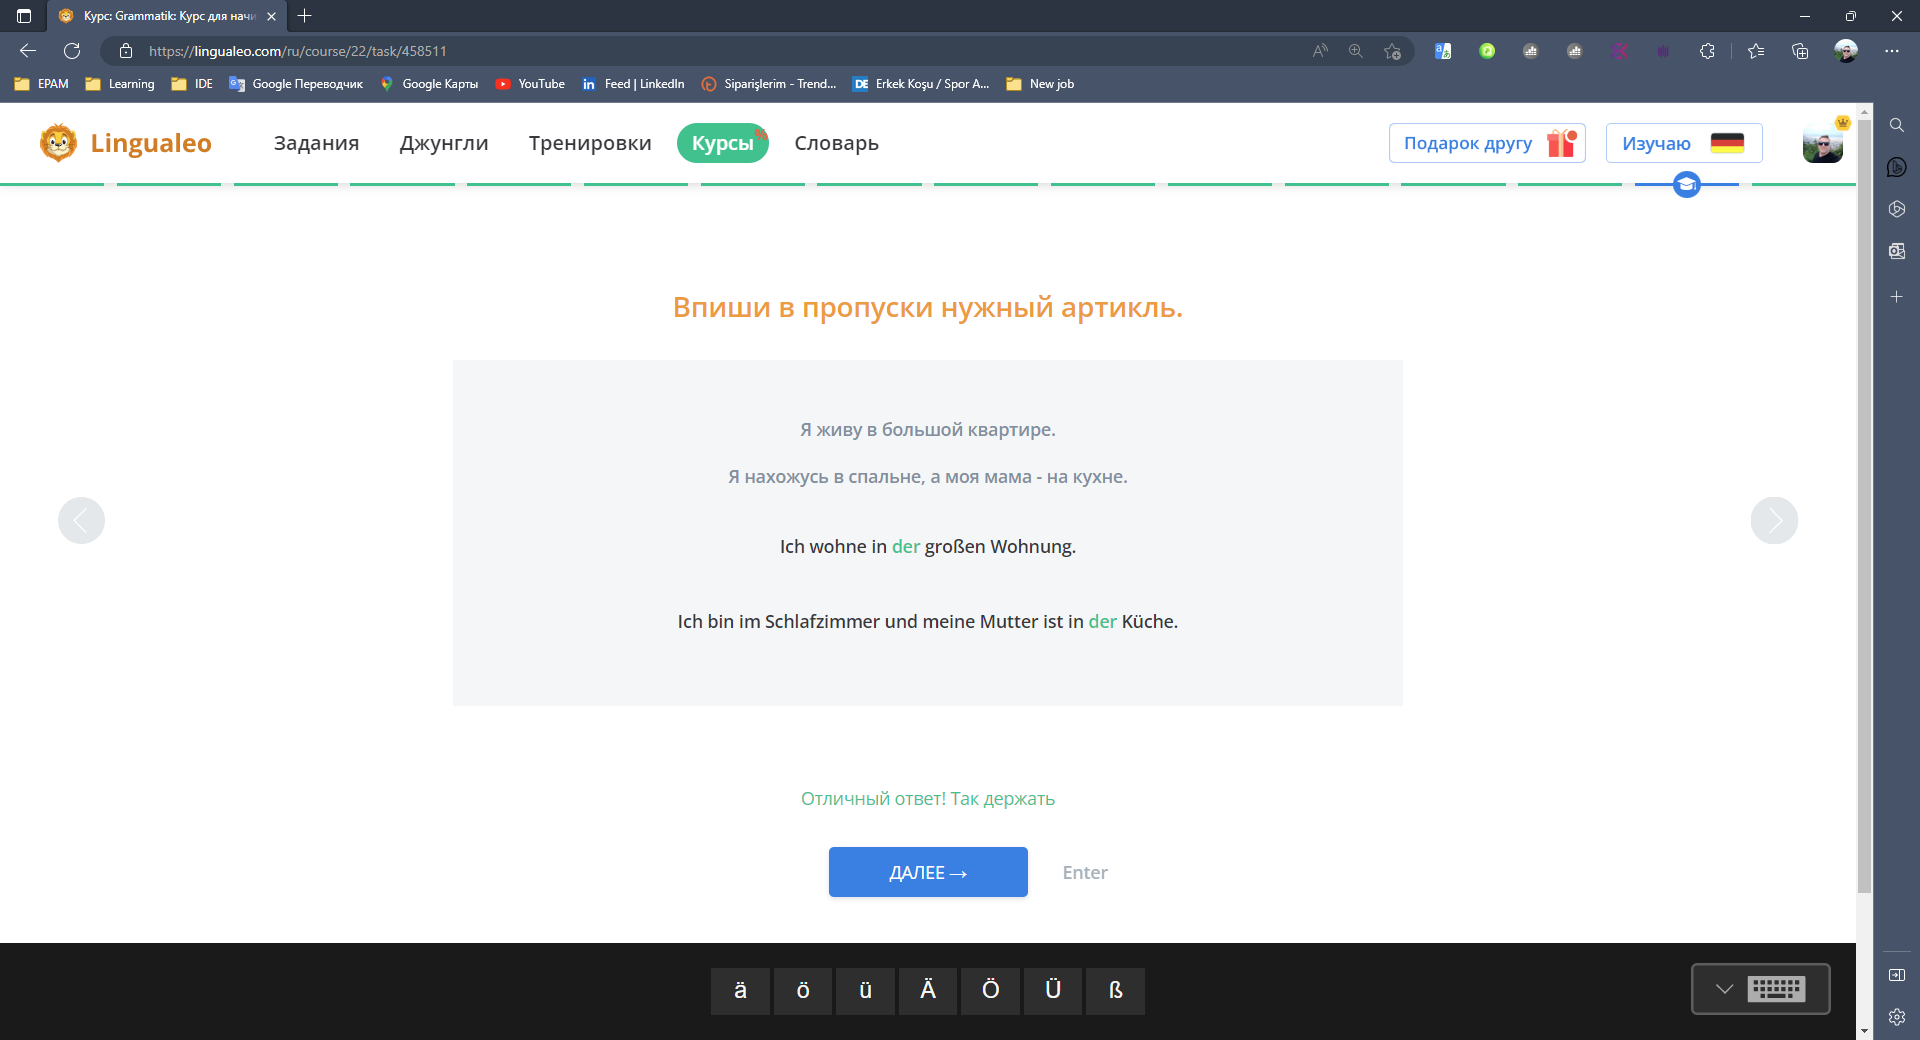 Курс: Grammatik: Курс для начи
https://lingualeo.com/ru/course/22/task/458511
EPAM Learning IDE Google Переводчик Google Карты YouTube Feed | LinkedIn Siparişlerim - Trend... Erkek Koşu / Spor A... New job
Lingualeo Задания Джунгли Тренировки Курсы % Словарь Подарок другу Изучаю
Впиши в пропуски нужный артикль.
Я живу в большой квартире.
Я нахожусь в спальне, а моя мама - на кухне.
Ich wohne in der großen Wohnung.
Ich bin im Schlafzimmer und meine Mutter ist in der Küche.
Отличный ответ! Так держать
ДАЛЕЕ → Enter
ä ö ü Ä Ö Ü ß